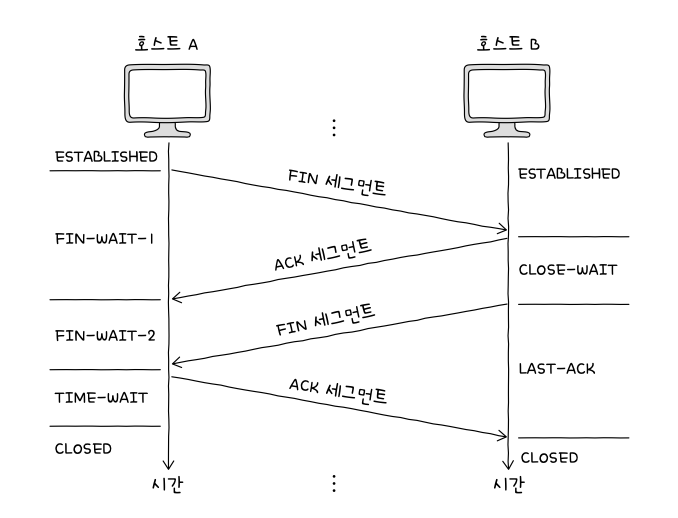 호스트 A
호스트 B
⋮
ESTABLISHED
ESTABLISHED
FIN 세그먼트
FIN-WAIT-1
ACK 세그먼트
CLOSE-WAIT
FIN 세그먼트
FIN-WAIT-2
LAST-ACK
ACK 세그먼트
TIME-WAIT
CLOSED
CLOSED
시간
⋮
시간